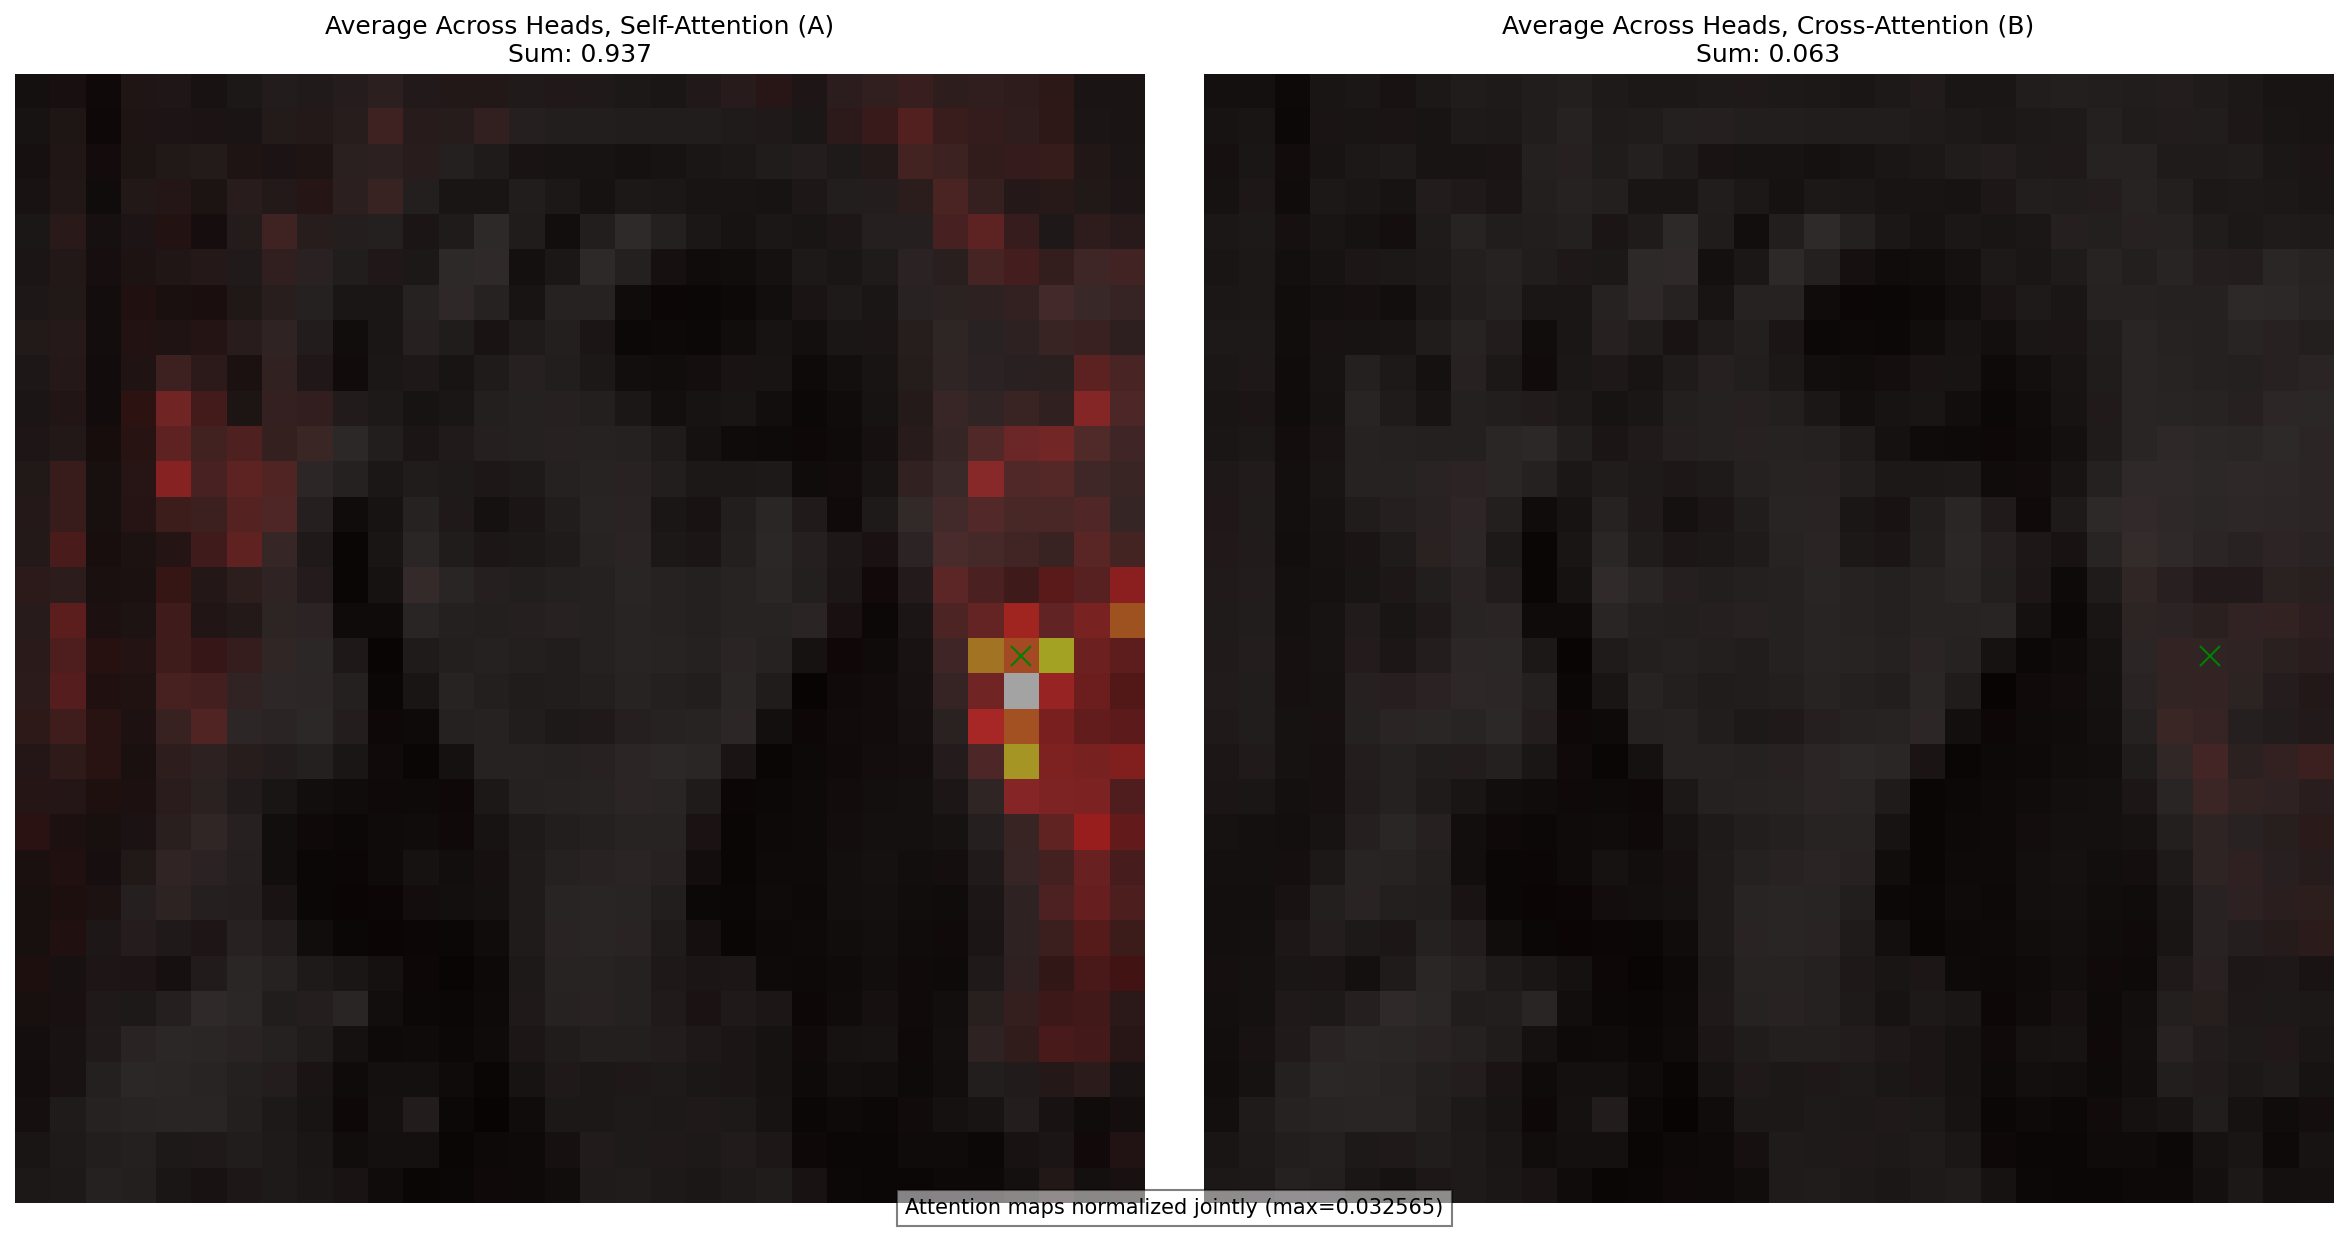 Average Across Heads, Self-Attention (A)
Sum: 0.937
Average Across Heads, Cross-Attention (B)
Sum: 0.063
Attention maps normalized jointly (max=0.032565)